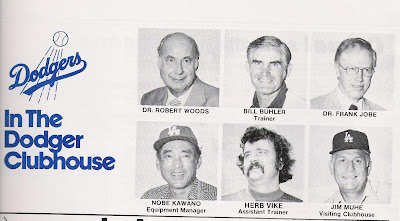 Dodgers
In The
Dodger
Clubhouse
DR. ROBERT WOODS
BILL BUHLER
Trainer
DR. FRANK JOBE
NOBE KAWANO
Equipment Manager
HERB VIKE
Assistant Trainer
JIM MUHE
Visiting Clubhouse